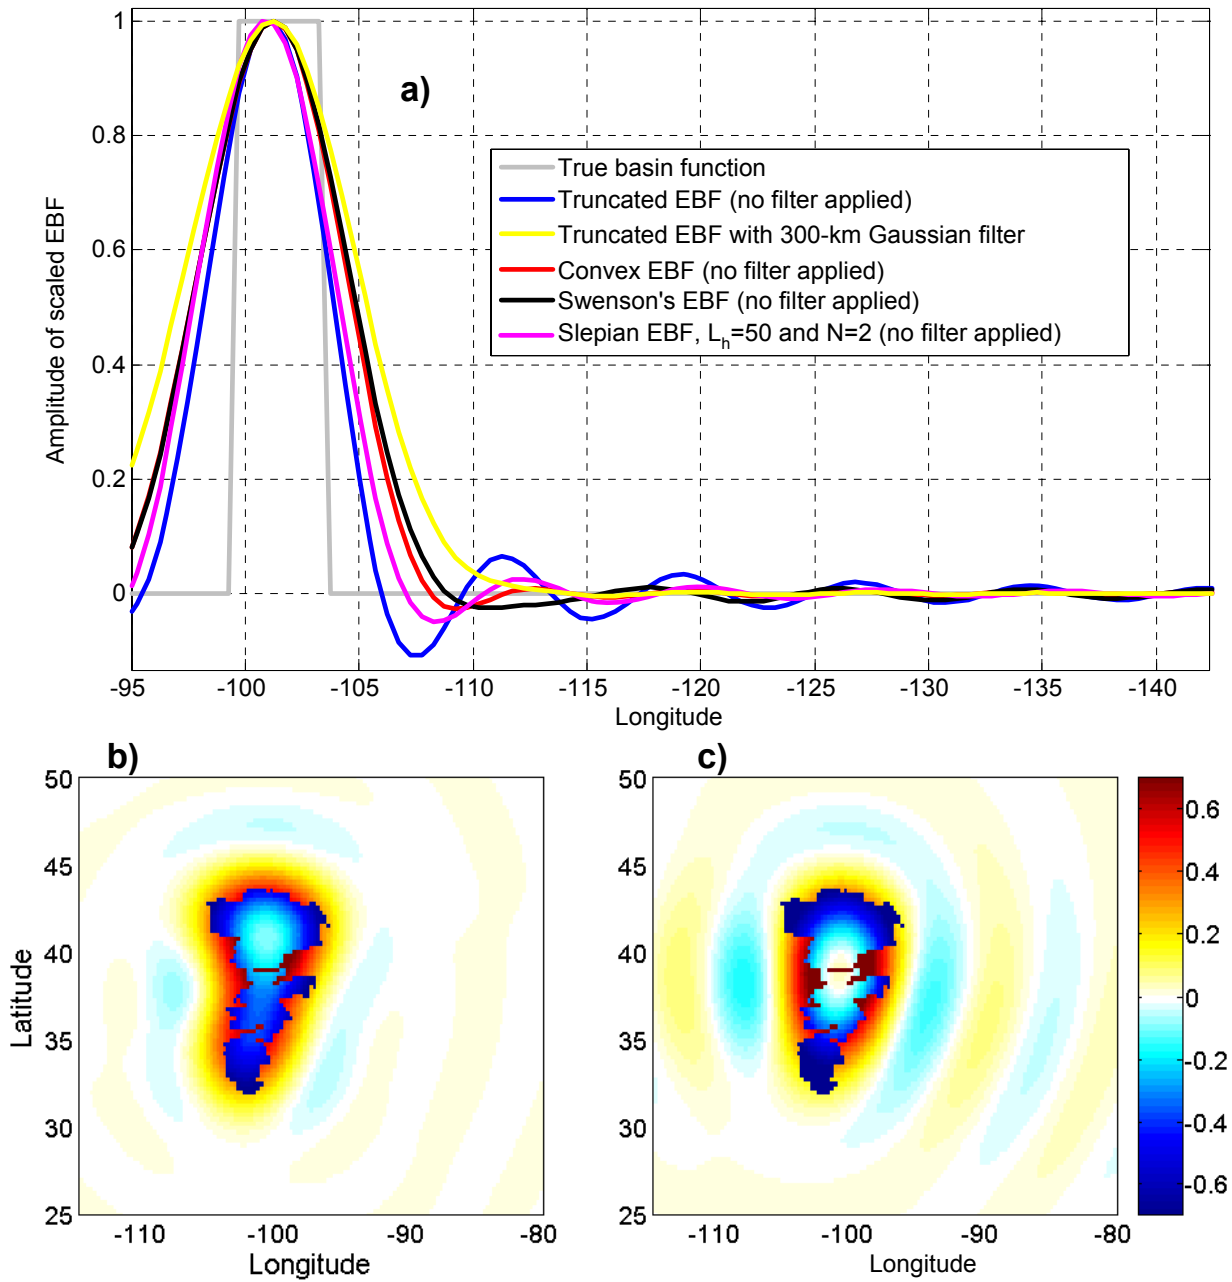 a)
1
0.8
0.6
0.4
0.2
0
Amplitude of scaled EBF
True basin function
Truncated EBF (no filter applied)
Truncated EBF with 300-km Gaussian filter
Convex EBF (no filter applied)
Swenson's EBF (no filter applied)
Slepian EBF, Lh=50 and N=2 (no filter applied)
-95 -100 -105 -110 -115 -120 -125 -130 -135 -140
Longitude
b)
50
45
40
35
30
25
Latitude
-110 -100 -90 -80
Longitude
c)
50
45
40
35
30
25
-110 -100 -90 -80
Longitude
0.6
0.4
0.2
0
-0.2
-0.4
-0.6